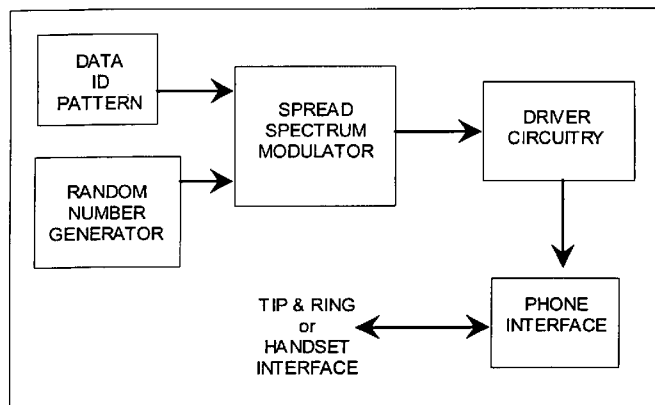 DATA
ID
PATTERN
SPREAD
SPECTRUM
MODULATOR
DRIVER
CIRCUITRY
RANDOM
NUMBER
GENERATOR
TIP & RING
or
HANDSET
INTERFACE
PHONE
INTERFACE